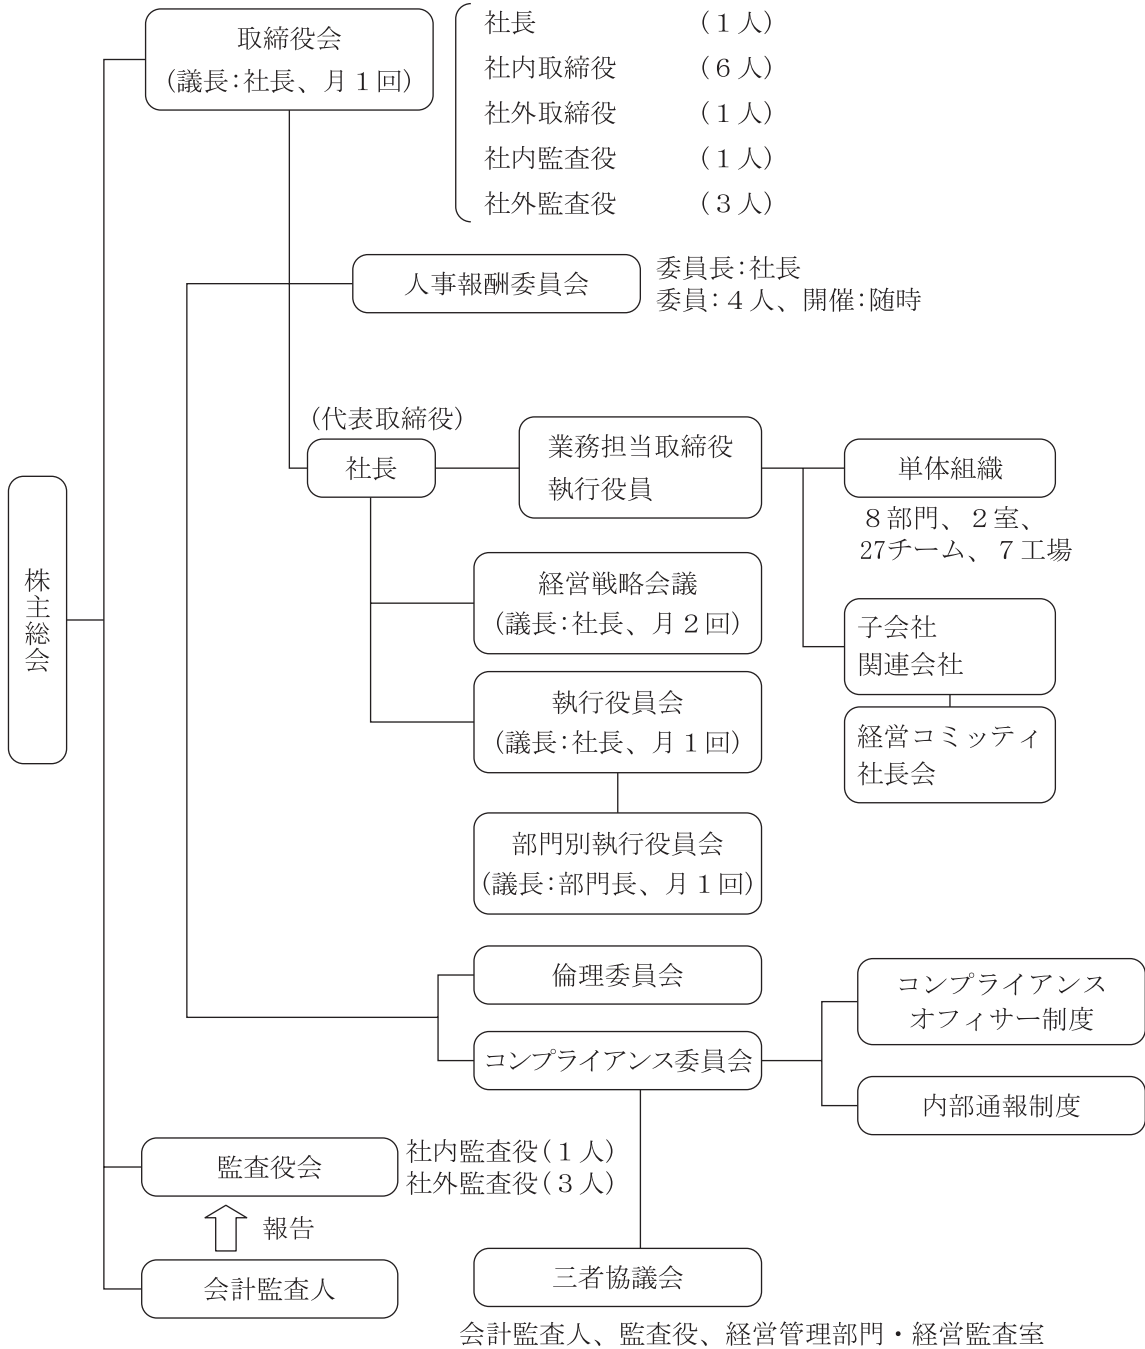 取締役会
(議長:社長、月1回)
社長 (1人)
社内取締役 (6人)
社外取締役 (1人)
社内監査役 (1人)
社外監査役 (3人)
人事報酬委員会
委員長:社長
委員:4人、開催:随時
(代表取締役)
社長
業務担当取締役
執行役員
単体組織
8部門、2室、
27チーム、7工場
経営戦略会議
(議長:社長、月2回)
子会社
関連会社
執行役員会
(議長:社長、月1回)
経営コミッティ
社長会
部門別執行役員会
(議長:部門長、月1回)
株主総会
倫理委員会
コンプライアンス委員会
コンプライアンス
オフィサー制度
内部通報制度
監査役会
社内監査役(1人)
社外監査役(3人)
報告
会計監査人
三者協議会
会計監査人、監査役、経営管理部門・経営監査室